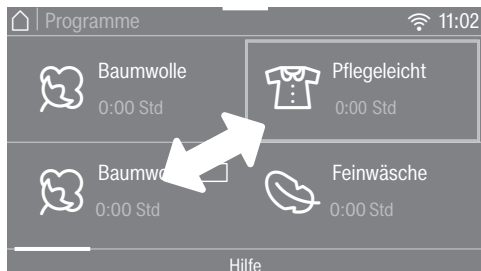 Programme 11:02
Baumwolle Pflegeleicht
0:00 Std 0:00 Std
Feinwäsche
0:00 Std 0:00 Std
Hilfe